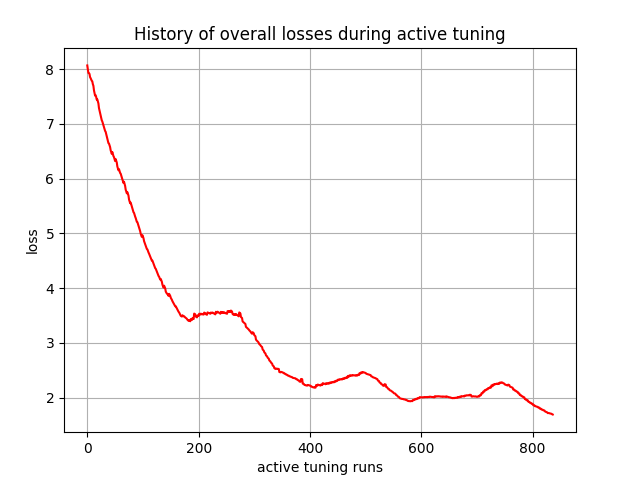 History of overall losses during active tuning
8
7
6
5
4
3
2
loss
0 200 400 600 800
active tuning runs